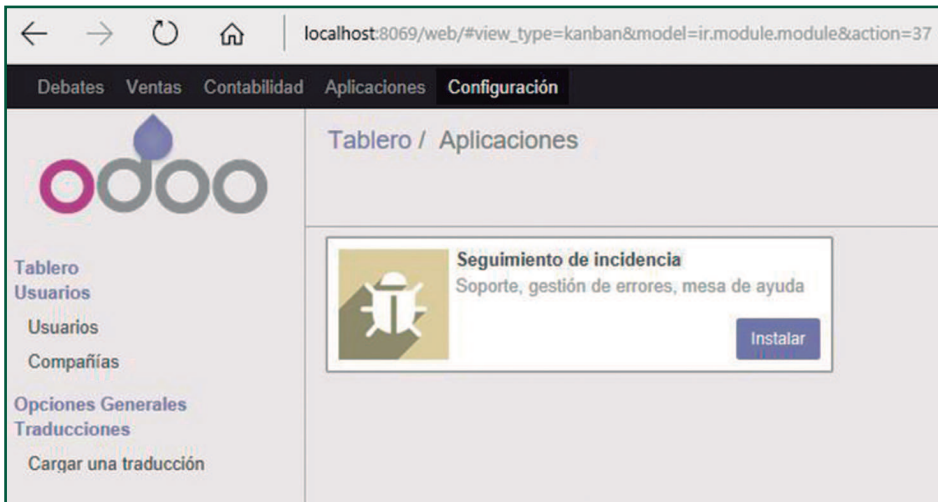 localhost:8069/web/#view_type=kanban&model=ir.module.module&action=37
Debates Ventas Contabilidad Aplicaciones Configuración
odoo
Tablero / Aplicaciones
Tablero
Usuarios
Usuarios
Compañías
Opciones Generales
Traducciones
Cargar una traducción
Seguimiento de incidencia
Soporte, gestión de errores, mesa de ayuda
Instalar